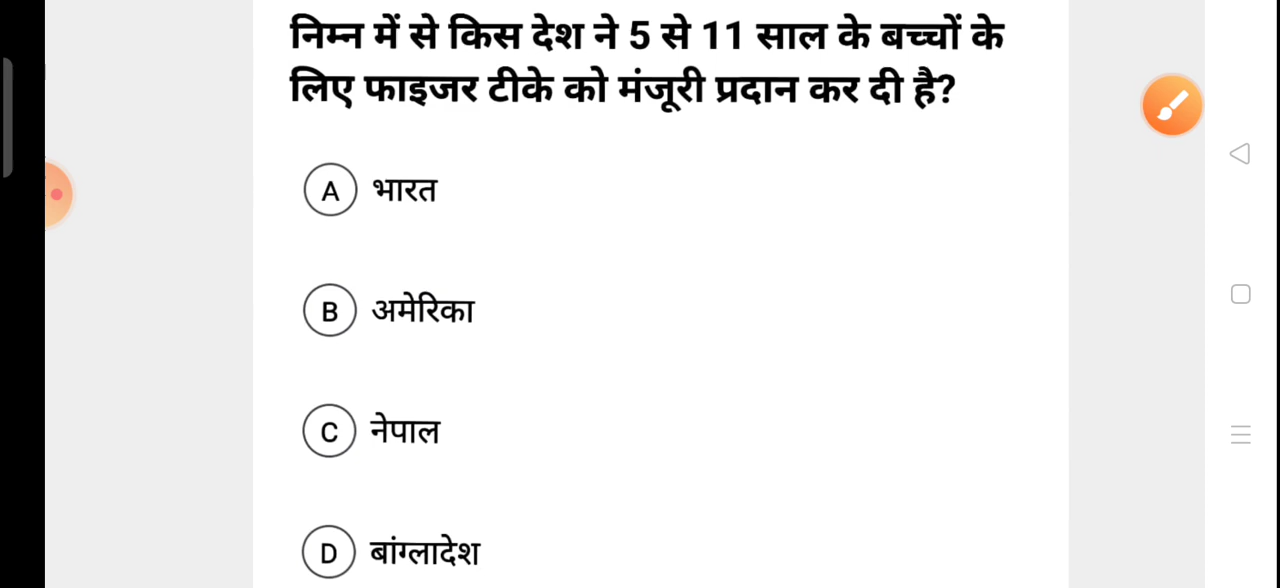 निम्न में से किस देश ने 5 से 11 साल के बच्चों के
लिए फाइजर टीके को मंजूरी प्रदान कर दी है?
A भारत
B अमेरिका
C नेपाल
D बांग्लादेश